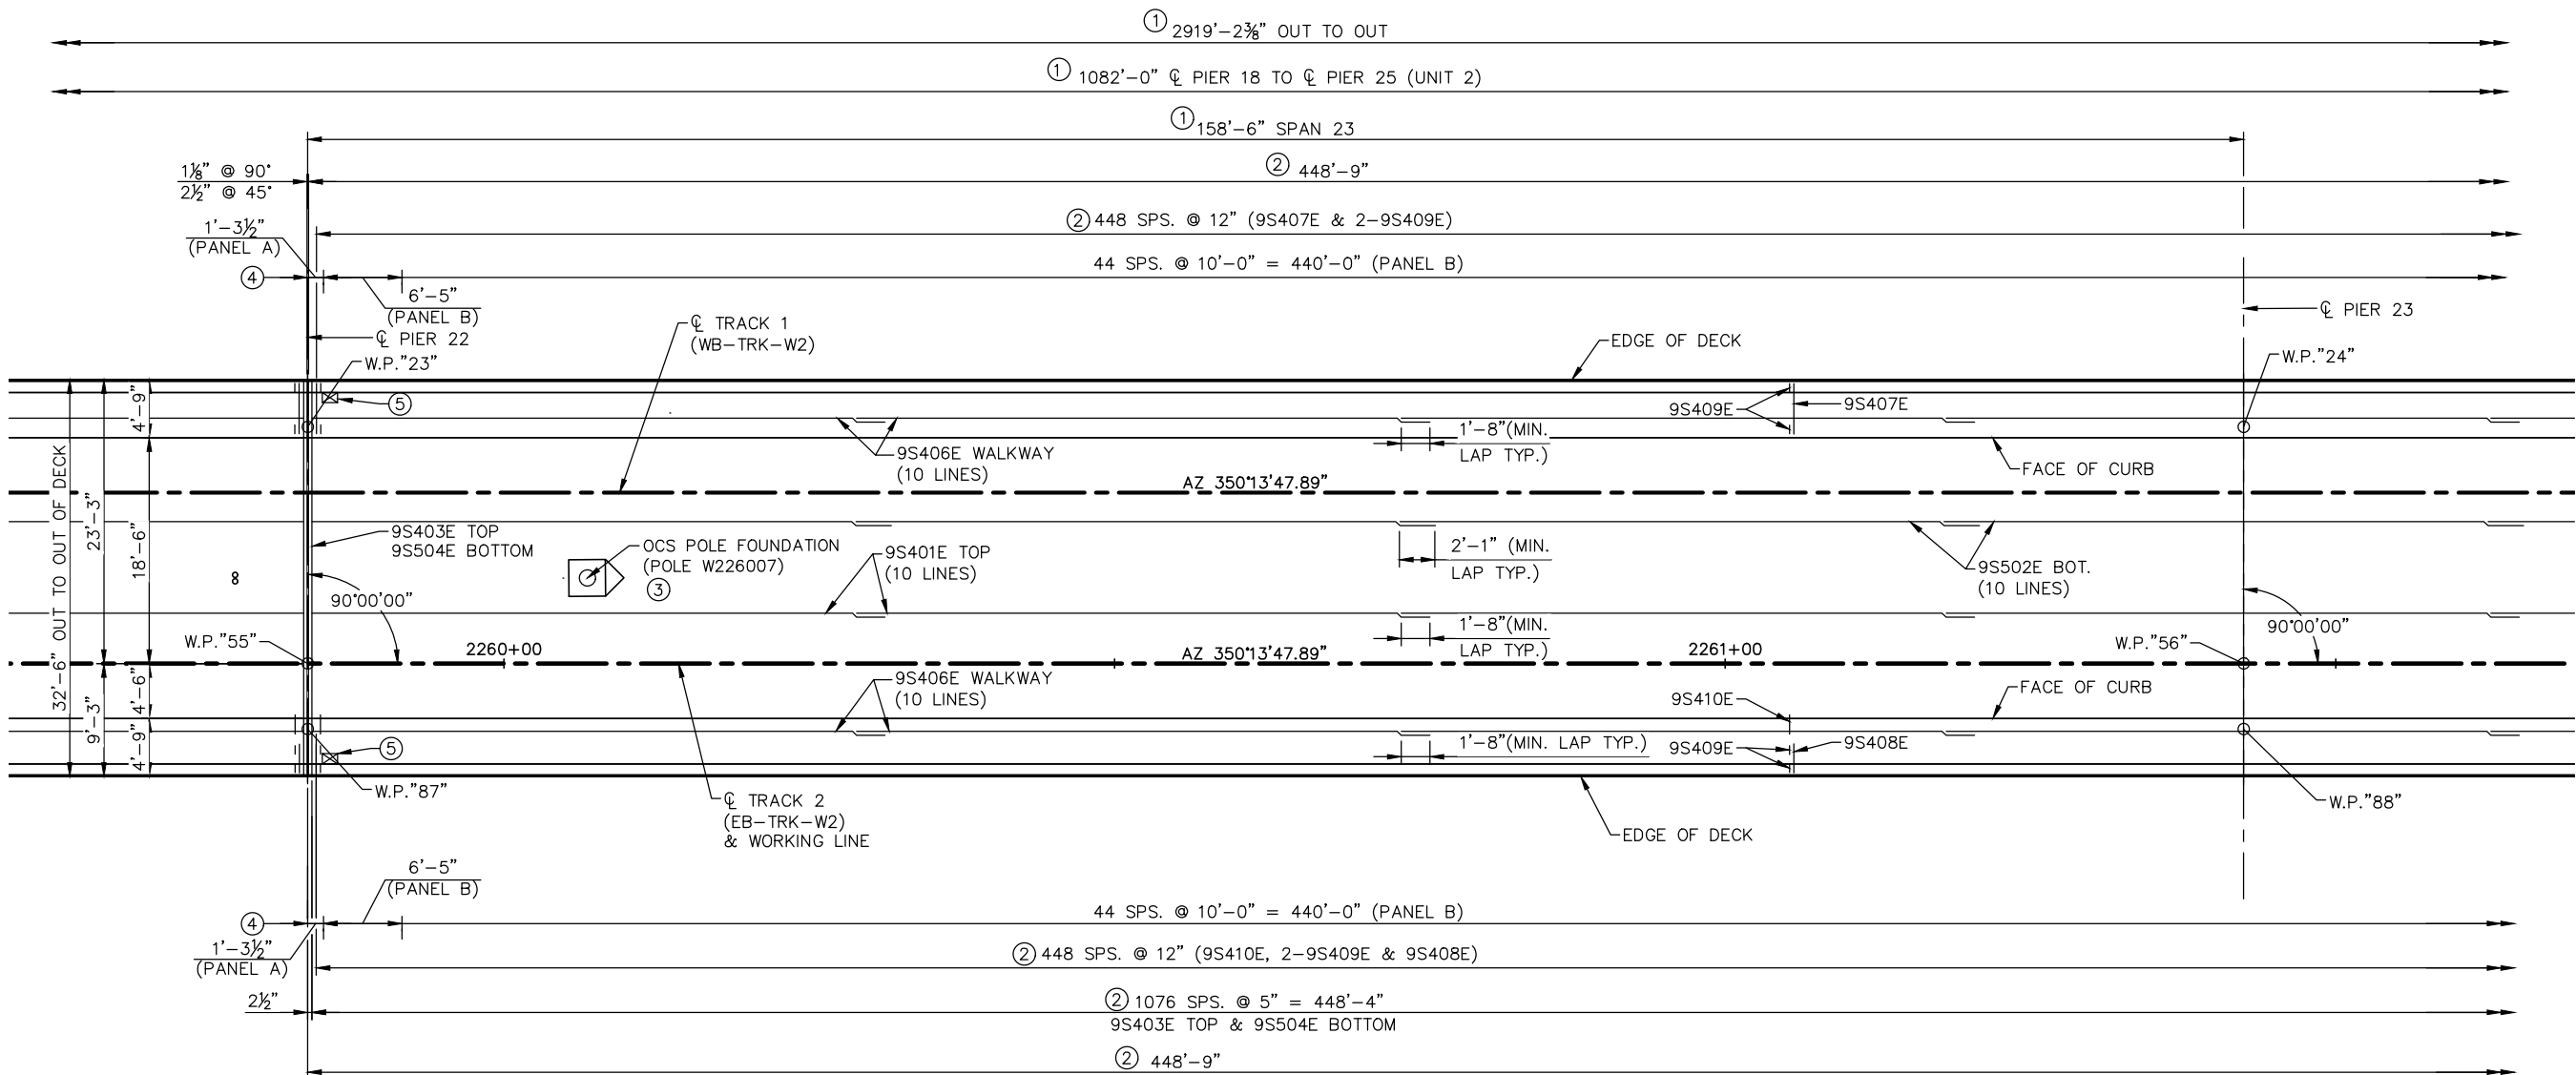 ① 2919'-2⅜" OUT TO OUT
① 1082'-0" ℄ PIER 18 TO ℄ PIER 25 (UNIT 2)
① 158'-6" SPAN 23
1⅛" @ 90°
2½" @ 45°
② 448'-9"
1'-3½"
(PANEL A)
② 448 SPS. @ 12" (9S407E & 2-9S409E)
④
44 SPS. @ 10'-0" = 440'-0" (PANEL B)
6'-5"
(PANEL B)
℄ PIER 22
W.P."23"
℄ TRACK 1
(WB-TRK-W2)
EDGE OF DECK
℄ PIER 23
W.P."24"
⑤
4'-9"
9S409E
9S407E
9S406E WALKWAY
(10 LINES)
1'-8"(MIN.
LAP TYP.)
FACE OF CURB
AZ 350°13'47.89"
32'-6" OUT TO OUT OF DECK
23'-3"
18'-6"
9S403E TOP
9S504E BOTTOM
OCS POLE FOUNDATION
(POLE W226007)
③
9S401E TOP
(10 LINES)
2'-1" (MIN.
LAP TYP.)
9S502E BOT.
(10 LINES)
8
90°00'00"
90°00'00"
1'-8"(MIN.
LAP TYP.)
W.P."55"
2260+00
AZ 350°13'47.89"
2261+00
W.P."56"
9'-3"
4'-6"
4'-9"
9S406E WALKWAY
(10 LINES)
9S410E
FACE OF CURB
⑤
1'-8"(MIN. LAP TYP.)
9S409E
9S408E
W.P."87"
℄ TRACK 2
(EB-TRK-W2)
& WORKING LINE
W.P."88"
EDGE OF DECK
6'-5"
(PANEL B)
④
44 SPS. @ 10'-0" = 440'-0" (PANEL B)
1'-3½"
(PANEL A)
② 448 SPS. @ 12" (9S410E, 2-9S409E & 9S408E)
2½"
② 1076 SPS. @ 5" = 448'-4"
9S403E TOP & 9S504E BOTTOM
② 448'-9"